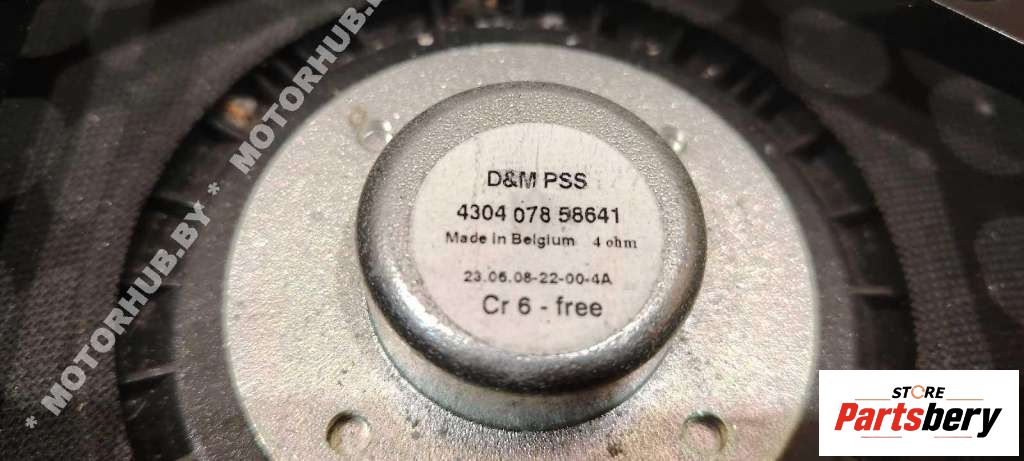 * MOTORHUB.BY * MOTORHUB.BY
D&M PSS
4304 078 58641
Made in Belgium 4 ohm
23.06.08-22-00-4A
Cr 6 - free
STORE
Partsbery